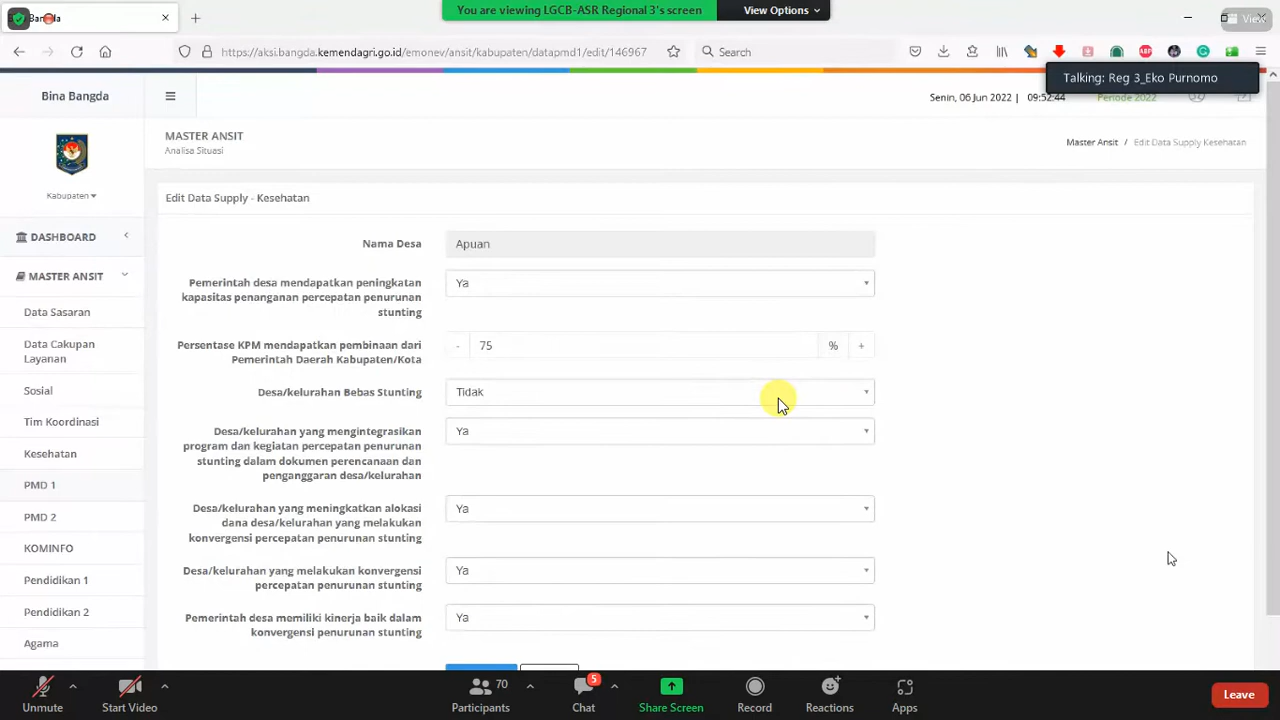 You are viewing LGCB-ASR Regional 3's screen
View Options
View
Bangda
https://aksi.bangda.kemendagri.go.id/emonev/ansit/kabupaten/datapmd1/edit/146967
Search
Talking: Reg 3_Eko Purnomo
Bina Bangda
Senin, 06 Jun 2022 | 09:52:44
Periode 2022
MASTER ANSIT
Analisa Situasi
Master Ansit / Edit Data Supply Kesehatan
Kabupaten
DASHBOARD
MASTER ANSIT
Data Sasaran
Data Cakupan
Layanan
Sosial
Tim Koordinasi
Kesehatan
PMD 1
PMD 2
KOMINFO
Pendidikan 1
Pendidikan 2
Agama
Edit Data Supply - Kesehatan
Nama Desa
Apuan
Pemerintah desa mendapatkan peningkatan
kapasitas penanganan percepatan penurunan
stunting
Ya
Persentase KPM mendapatkan pembinaan dari
Pemerintah Daerah Kabupaten/Kota
- 75 % +
Desa/kelurahan Bebas Stunting
Tidak
Desa/kelurahan yang mengintegrasikan
program dan kegiatan percepatan penurunan
stunting dalam dokumen perencanaan dan
penganggaran desa/kelurahan
Ya
Desa/kelurahan yang meningkatkan alokasi
dana desa/kelurahan yang melakukan
konvergensi percepatan penurunan stunting
Ya
Desa/kelurahan yang melakukan konvergensi
percepatan penurunan stunting
Ya
Pemerintah desa memiliki kinerja baik dalam
konvergensi penurunan stunting
Ya
Unmute
Start Video
70
Participants
5
Chat
Share Screen
Record
Reactions
Apps
Leave